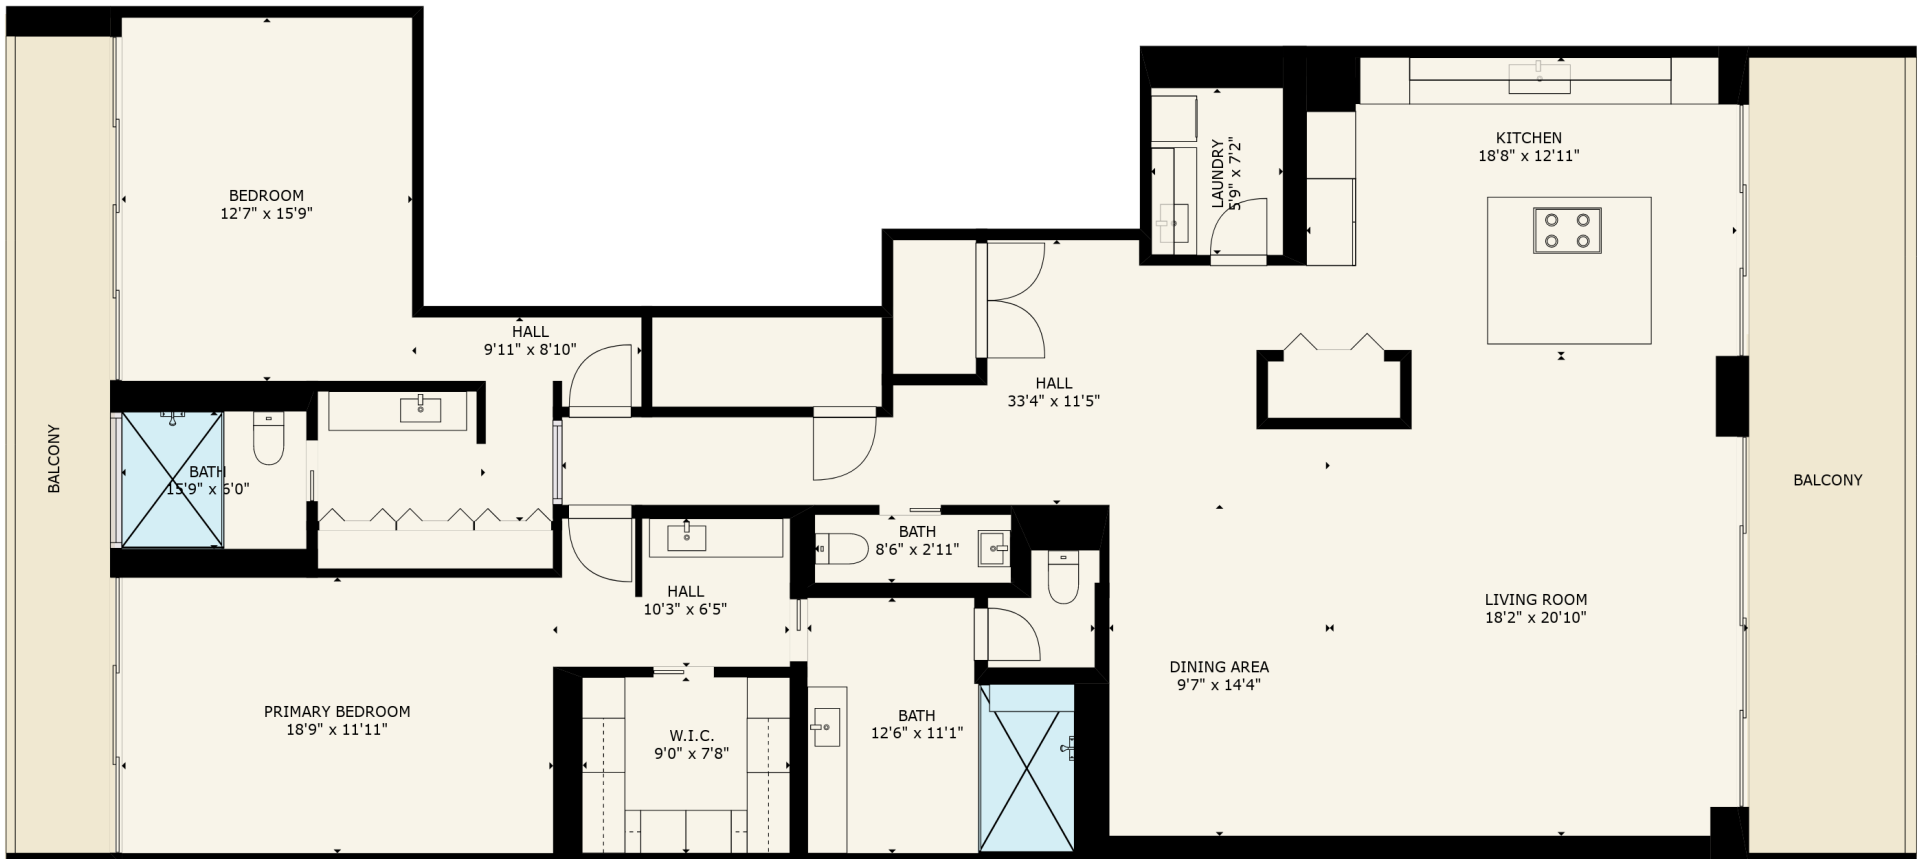 BEDROOM
12'7" x 15'9"
HALL
9'11" x 8'10"
LAUNDRY
5'9" x 7'2"
KITCHEN
18'8" x 12'11"
HALL
33'4" x 11'5"
BALCONY
BATH
15'9" x 6'0"
BALCONY
BATH
8'6" x 2'11"
HALL
10'3" x 6'5"
LIVING ROOM
18'2" x 20'10"
DINING AREA
9'7" x 14'4"
PRIMARY BEDROOM
18'9" x 11'11"
W.I.C.
9'0" x 7'8"
BATH
12'6" x 11'1"